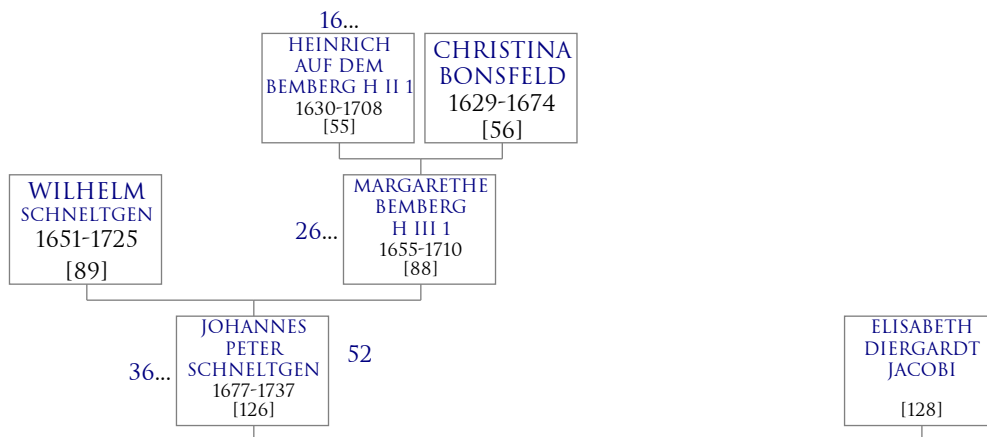 16...
HEINRICH
AUF DEM
BEMBERG H II 1
1630-1708
[55]
CHRISTINA
BONSFELD
1629-1674
[56]
WILHELM
SCHNELTGEN
1651-1725
[89]
26...
MARGARETHE
BEMBERG
H III 1
1655-1710
[88]
36...
JOHANNES
PETER
SCHNELTGEN
1677-1737
[126]
52
ELISABETH
DIERGARDT
JACOBI
[128]